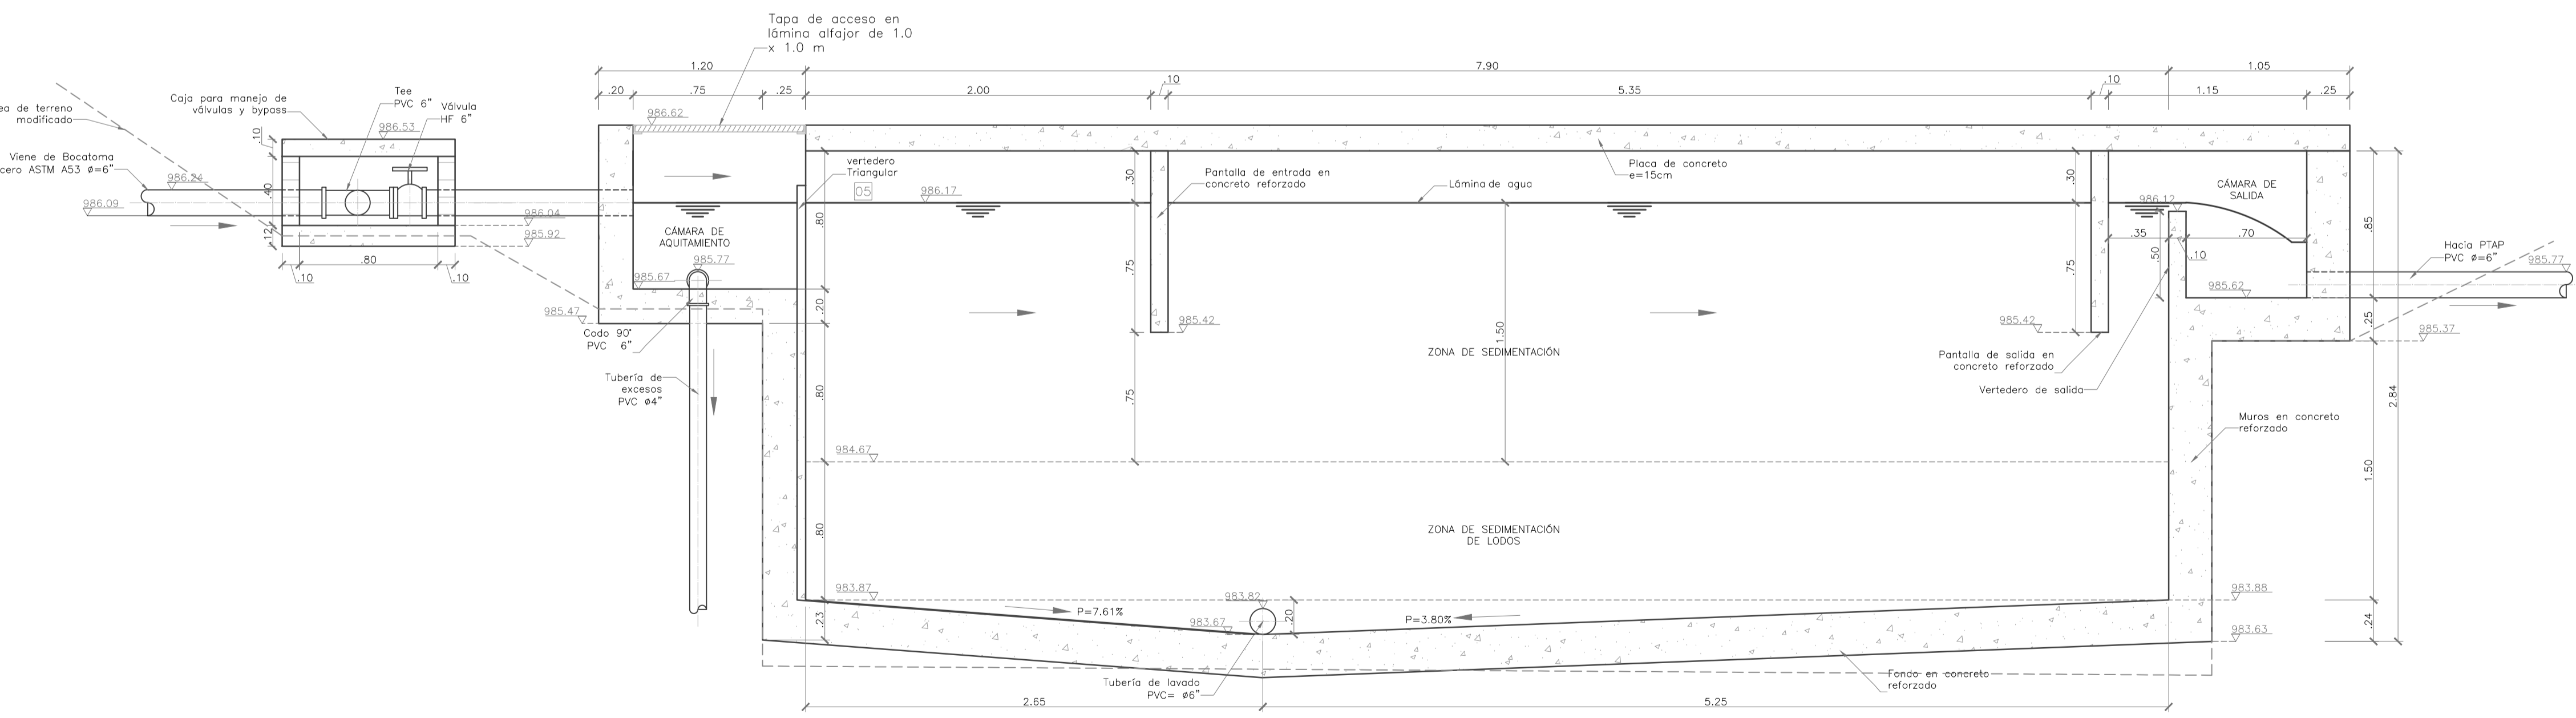 Tapa de acceso en
lámina alfajor de 1.0
x 1.0 m
1.20
7.90
1.05
.20
.75
.25
2.00
.10
5.35
.10
1.15
.25
ea de terreno
modificado
Caja para manejo de
válvulas y bypass
Tee
PVC 6"
Válvula
HF 6"
986.53
986.62
.10
Viene de Bocatoma
cero ASTM A53 ø=6"
986.24
986.09
.40
.12
986.04
985.92
.10
.80
.10
vertedero
Triangular
05
986.17
.80
CÁMARA DE
AQUITAMIENTO
985.77
985.67
985.47
.20
Codo 90°
PVC 6"
Tubería de
excesos
PVC ø4"
.80
.80
.23
.30
Pantalla de entrada en
concreto reforzado
Lámina de agua
Placa de concreto
e=15cm
.75
985.42
.75
1.50
ZONA DE SEDIMENTACIÓN
984.67
ZONA DE SEDIMENTACIÓN
DE LODOS
.30
.75
985.42
986.12
CÁMARA DE
SALIDA
.35
.70
.50
.10
985.62
.85
Hacia PTAP
PVC ø=6"
985.77
.25
985.37
Pantalla de salida en
concreto reforzado
Vertedero de salida
2.84
Muros en concreto
reforzado
1.50
983.87
P=7.61%
983.82
983.67
.20
P=3.80%
983.88
.24
983.63
Tubería de lavado
PVC= ø6"
Fondo en concreto
reforzado
2.65
5.25